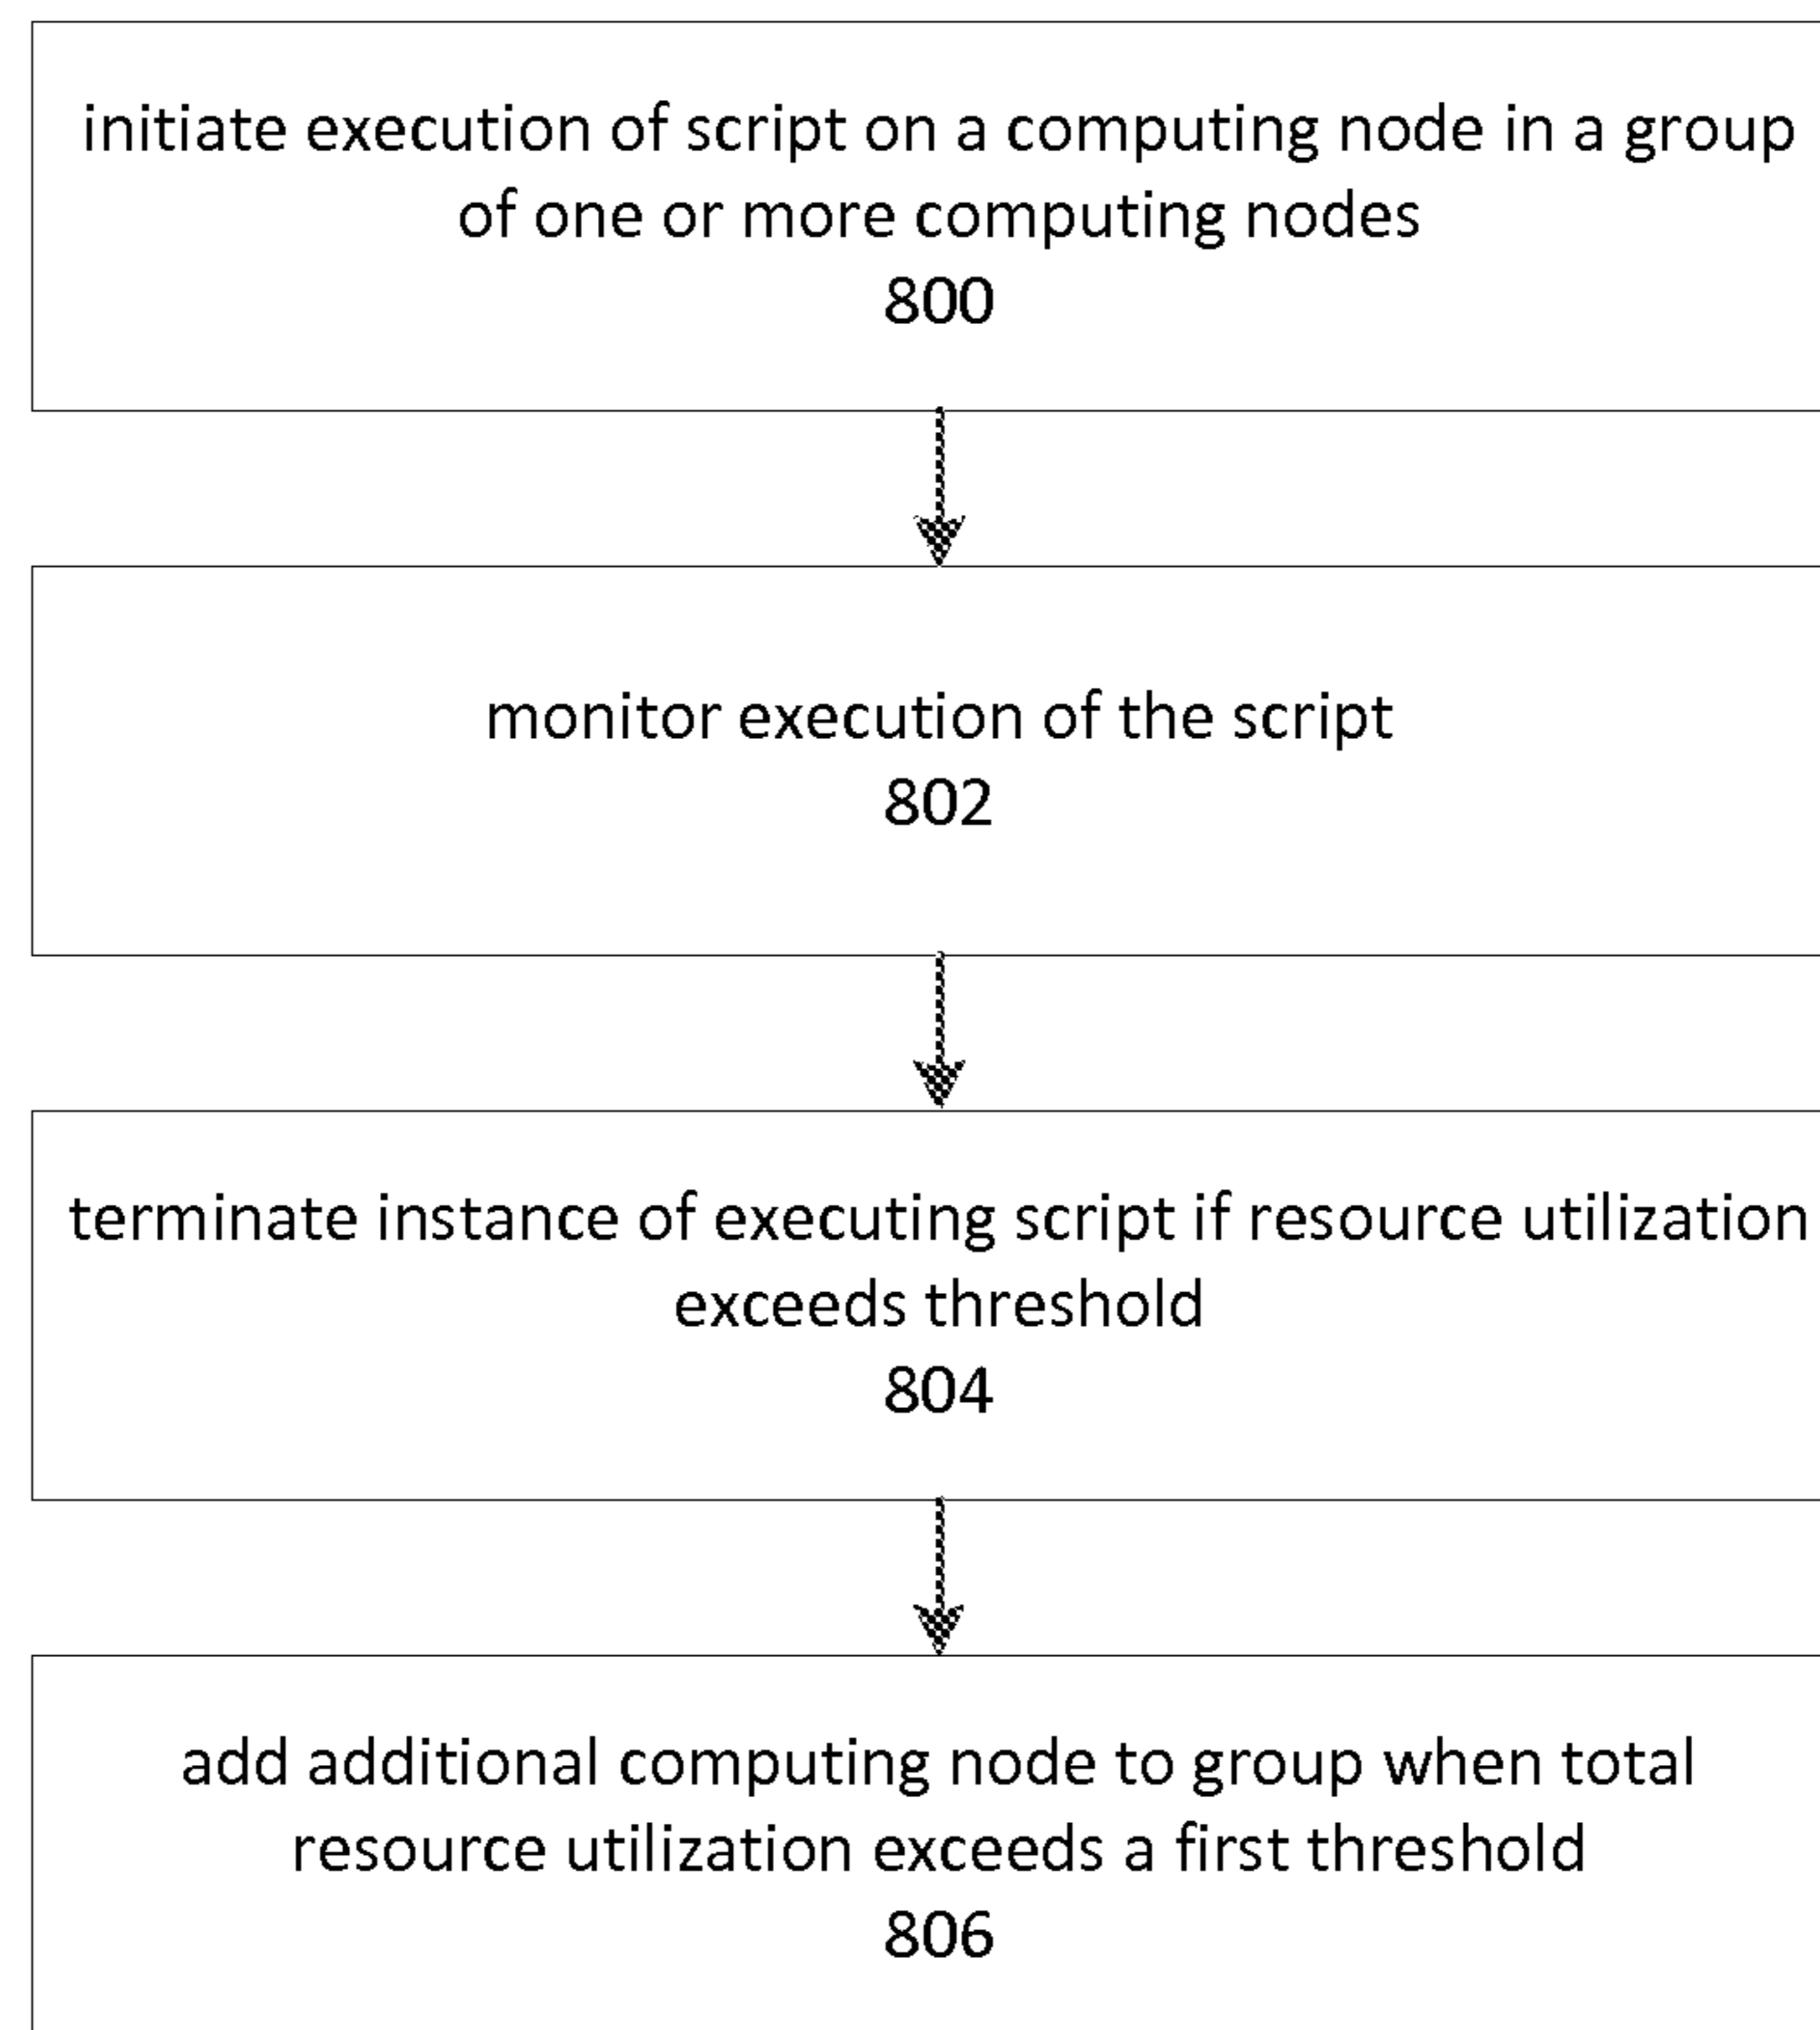 initiate execution of script on a computing node in a group
of one or more computing nodes
800
monitor execution of the script
802
terminate instance of executing script if resource utilization
exceeds threshold
804
add additional computing node to group when total
resource utilization exceeds a first threshold
806